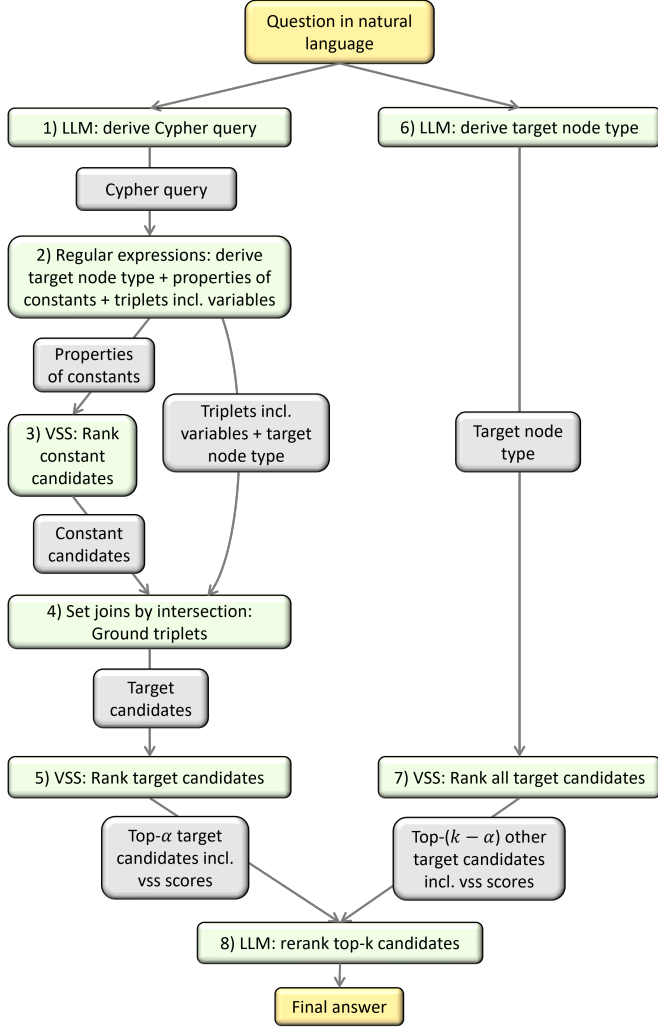 Question in natural
language
1) LLM: derive Cypher query
6) LLM: derive target node type
Cypher query
2) Regular expressions: derive
target node type + properties of
constants + triplets incl. variables
Properties
of constants
Triplets incl.
variables + target
node type
3) VSS: Rank
constant
candidates
Target node
type
Constant
candidates
4) Set joins by intersection:
Ground triplets
Target
candidates
5) VSS: Rank target candidates
7) VSS: Rank all target candidates
Top-α target
candidates incl.
vss scores
Top-(k − α) other
target candidates
incl. vss scores
8) LLM: rerank top-k candidates
Final answer